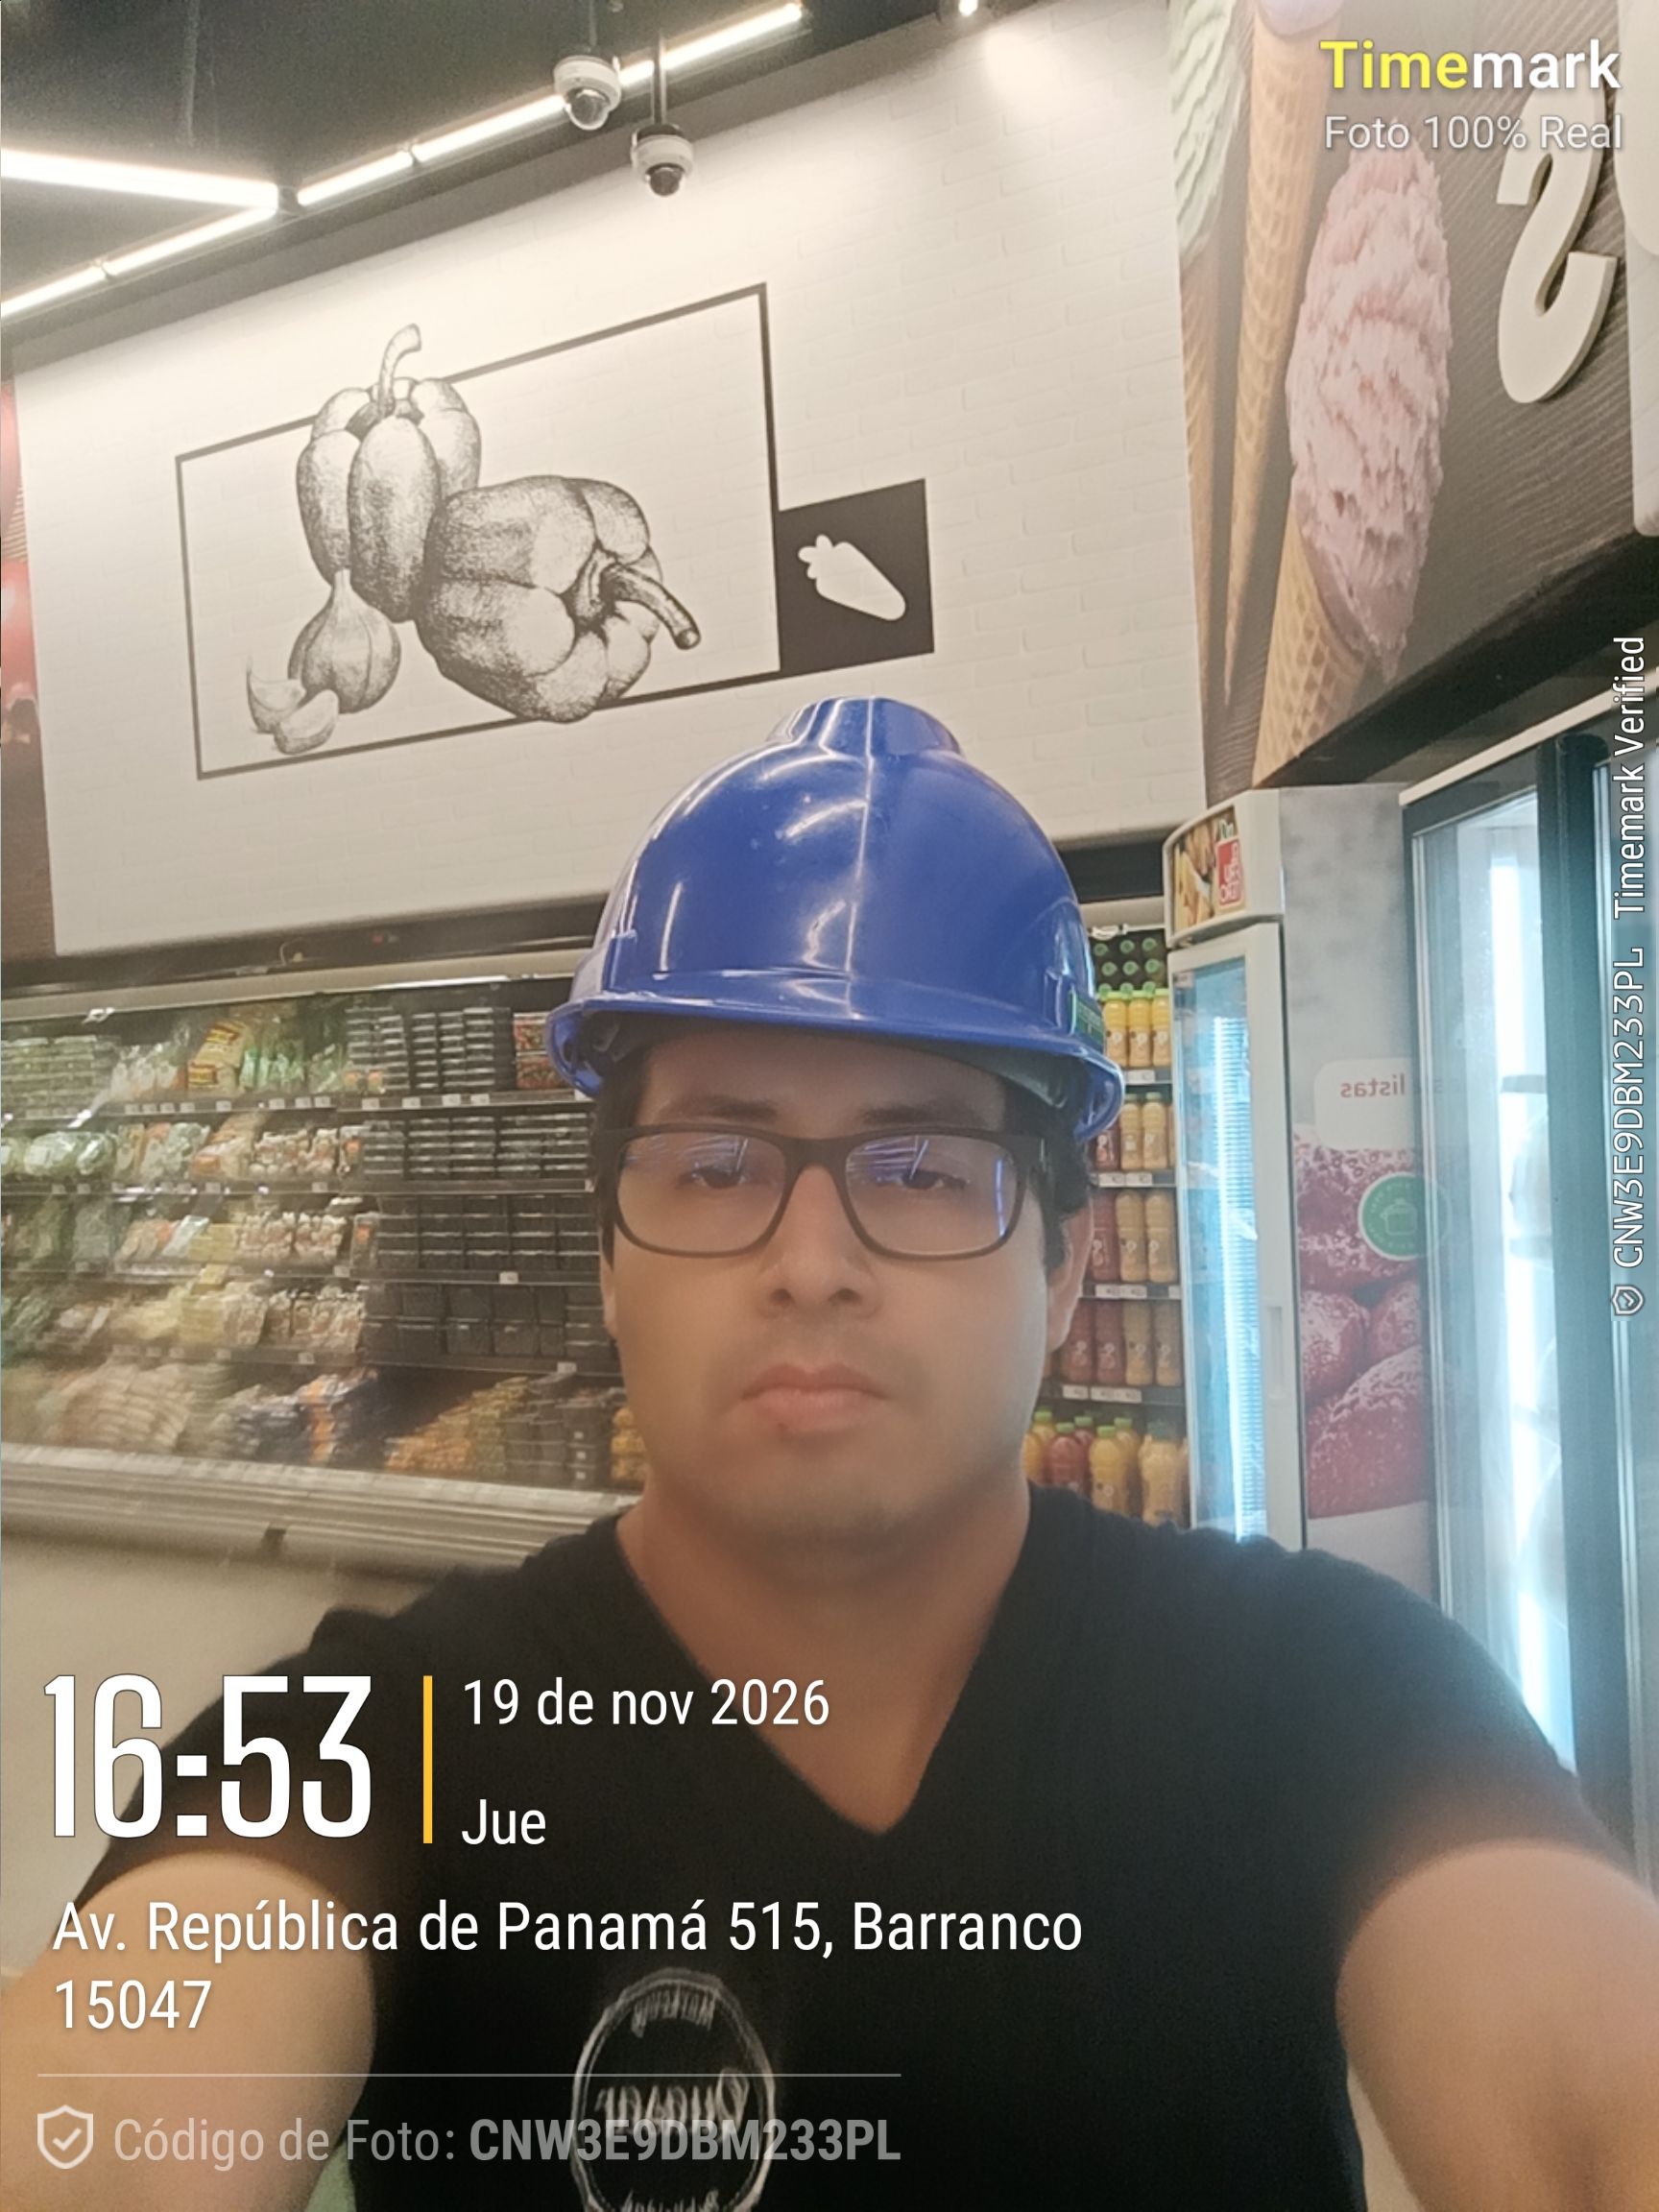 Timemark
Foto 100% Real
S
listas
CNW3E9DBM233PL Timemark Verified
16:53
19 de nov 2026
Jue
Av. República de Panamá 515, Barranco
15047
Código de Foto: CNW3E9DBM233PL